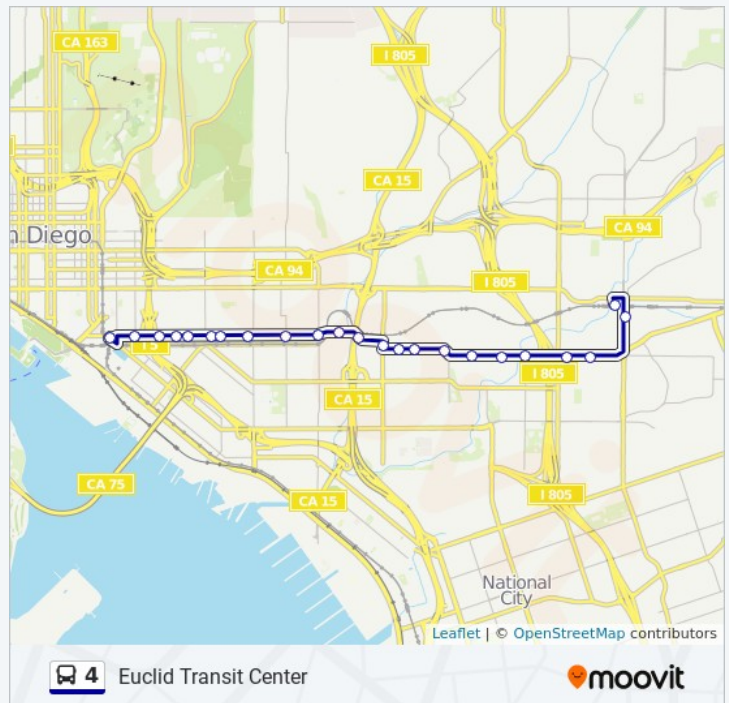 CA 163
I 805
CA 15
n Diego
CA 94
CA 94
I 805
I 5
I 805
CA 15
CA 75
CA 15
I 805
National
City
Leaflet | © OpenStreetMap contributors
4 Euclid Transit Center
moovit